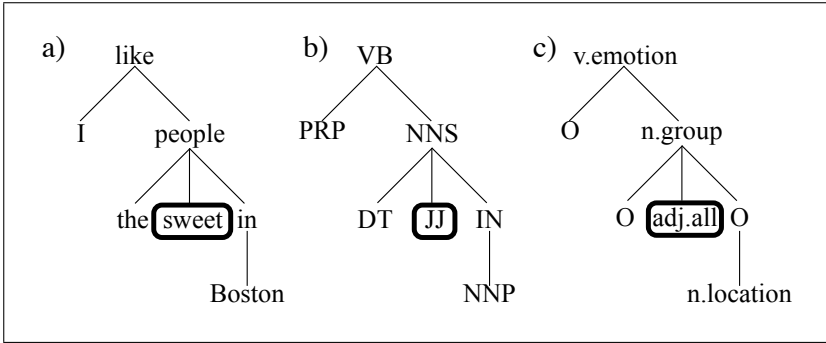 a) like b) VB c) v.emotion
I people PRP NNS O n.group
the sweet in DT JJ IN O adj.all O
Boston NNP n.location